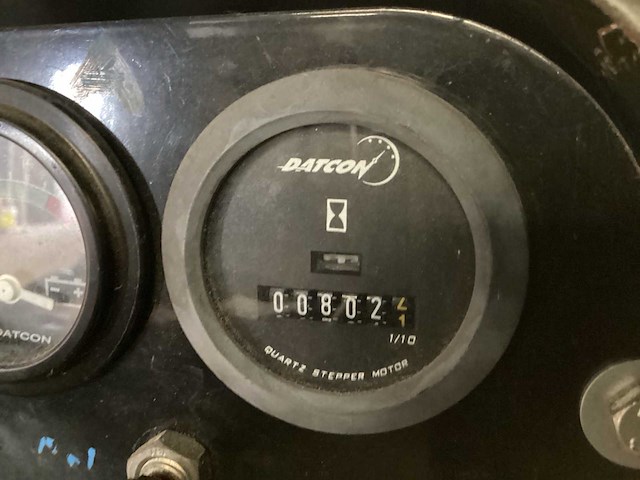 DATCON
00802
1/10
QUARTZ STEPPER MOTOR
DATCON